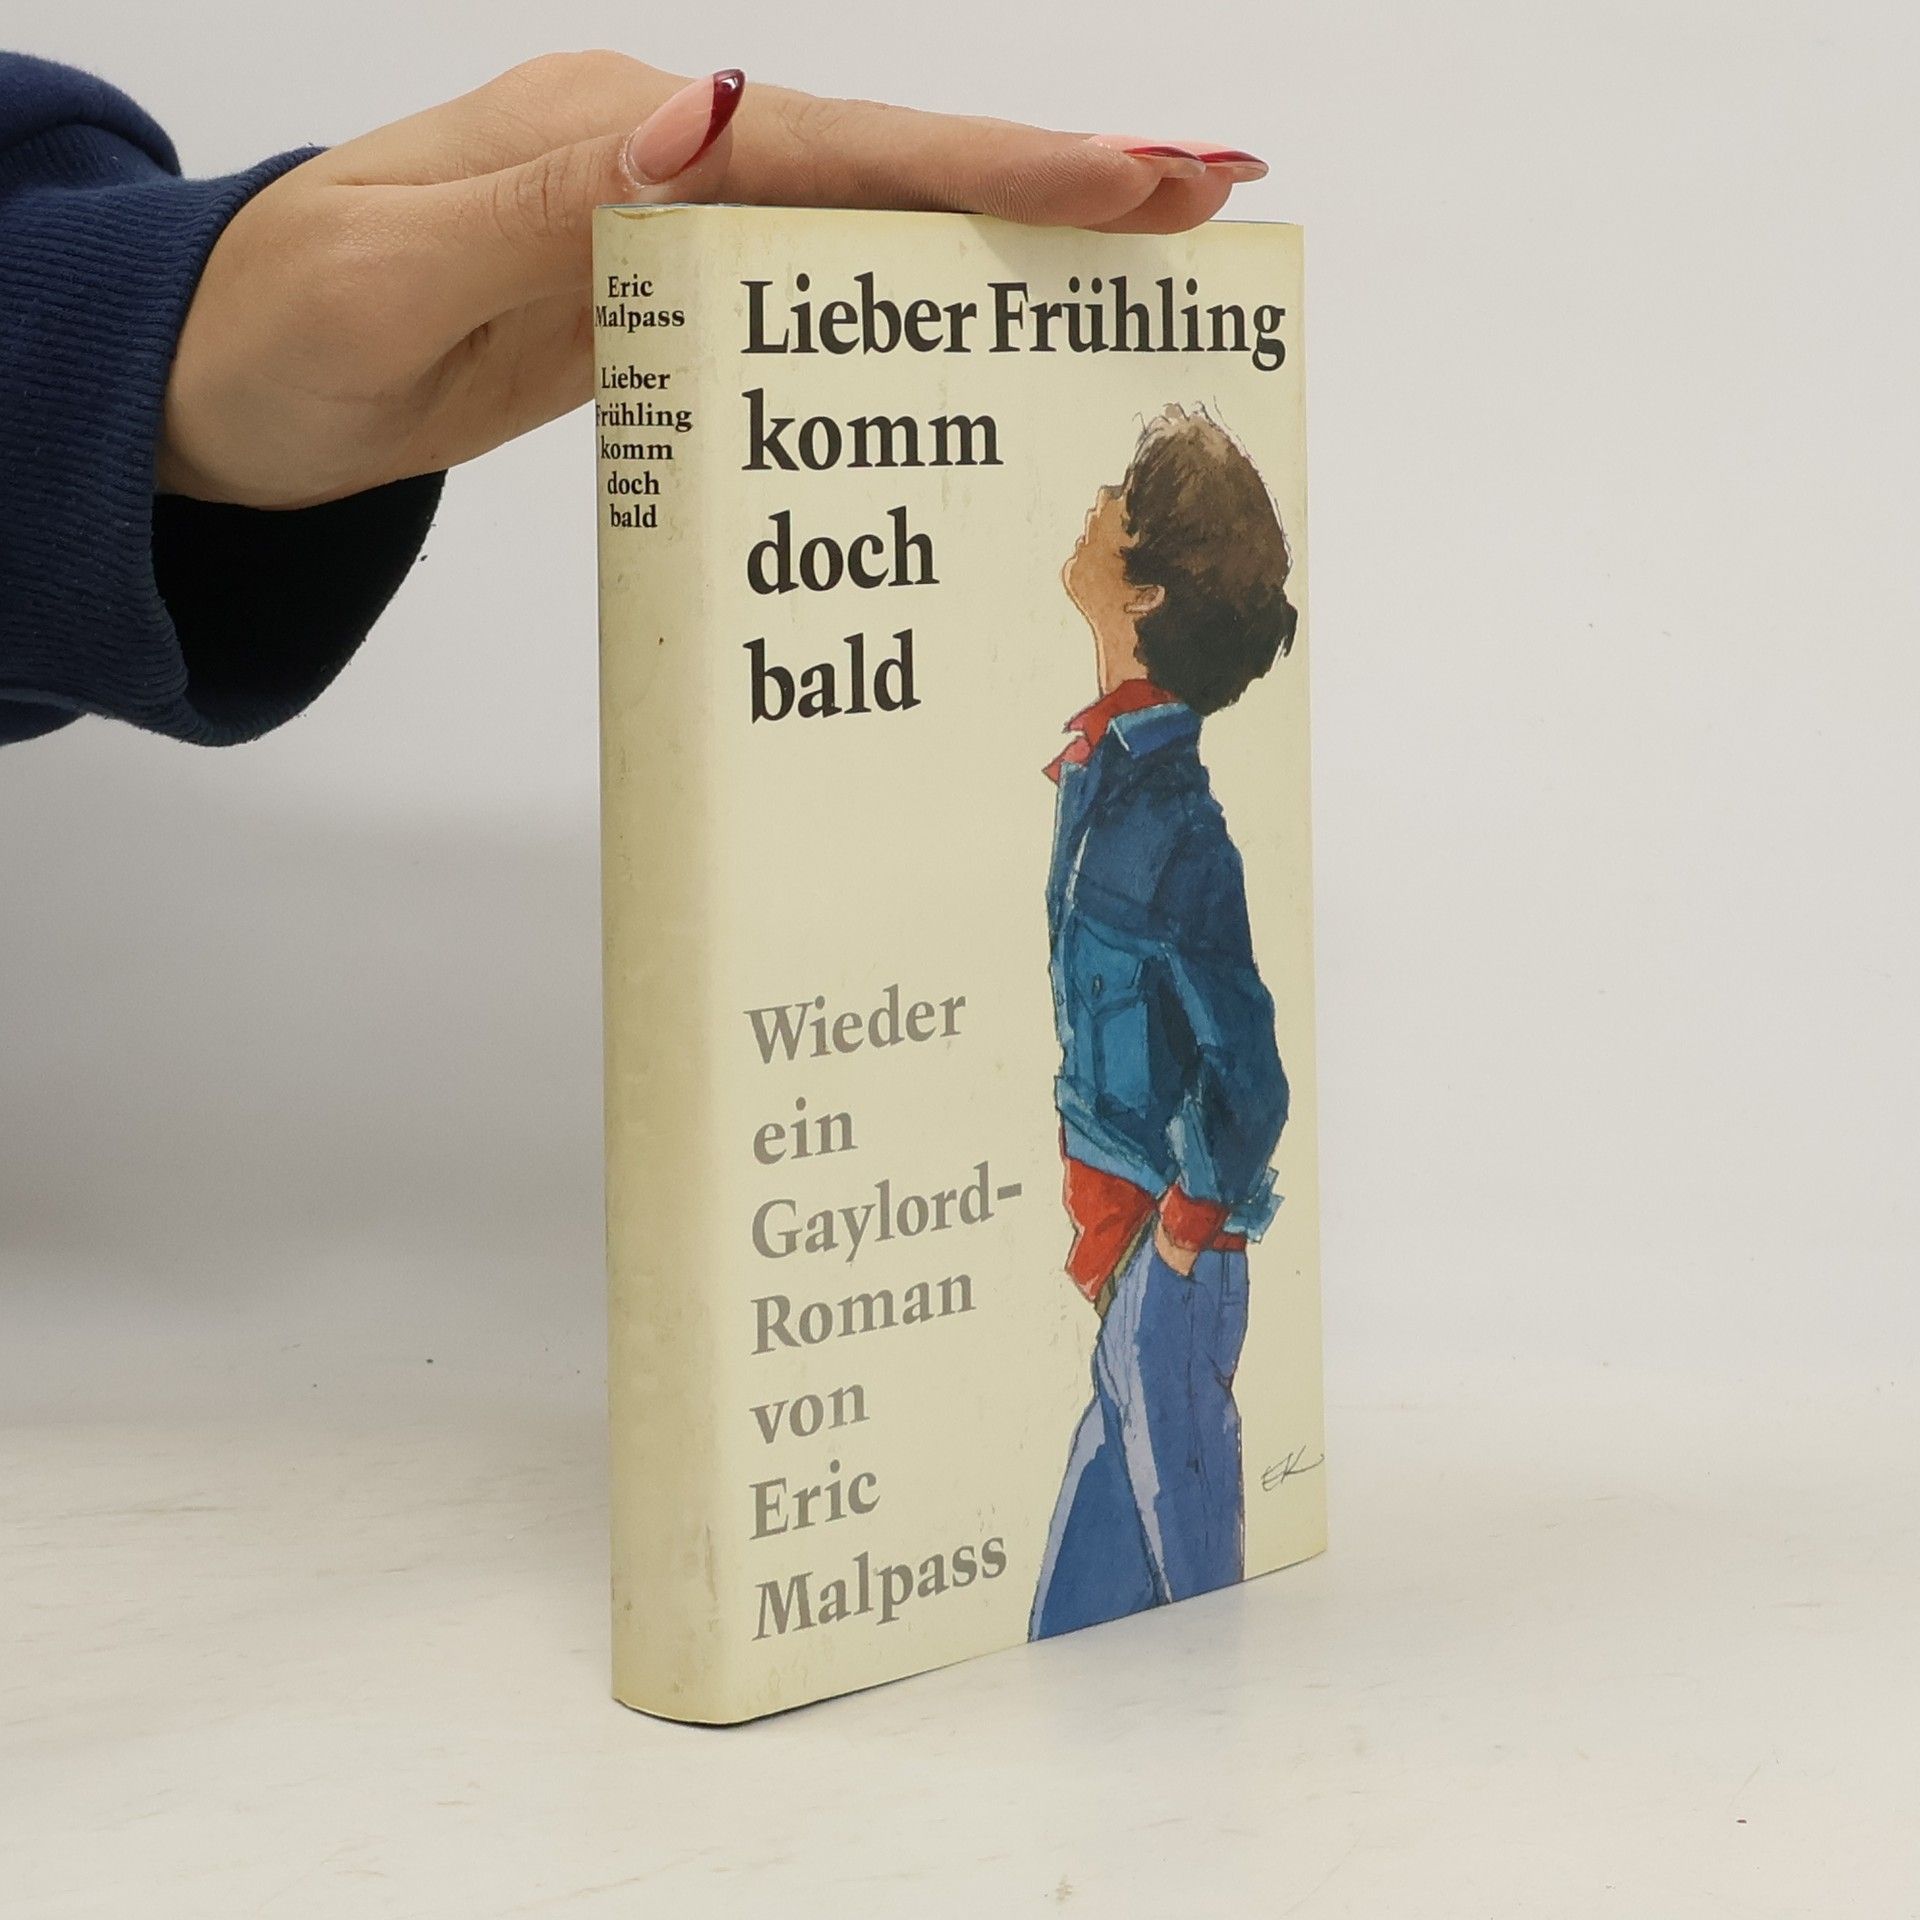 Eric
Malpass
Lieber
Frühling
komm
doch
bald
Lieber Frühling
komm
doch
bald
Wieder
ein
Gaylord-
Roman
von
Eric
Malpass
EK